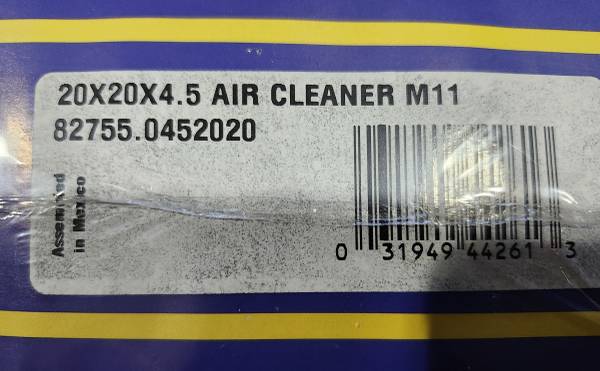 20X20X4.5 AIR CLEANER M11
82755.0452020
Assembled
in Mexico
0 31949 44261 3